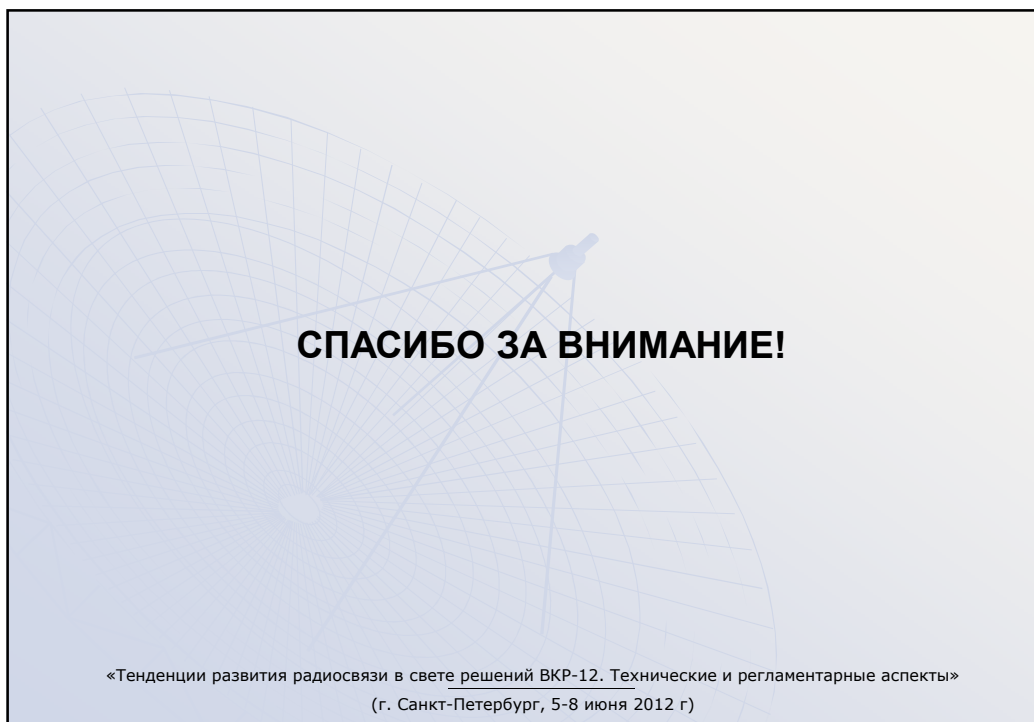 СПАСИБО ЗА ВНИМАНИЕ!
«Тенденции развития радиосвязи в свете решений ВКР-12. Технические и регламентарные аспекты»
(г. Санкт-Петербург, 5-8 июня 2012 г)